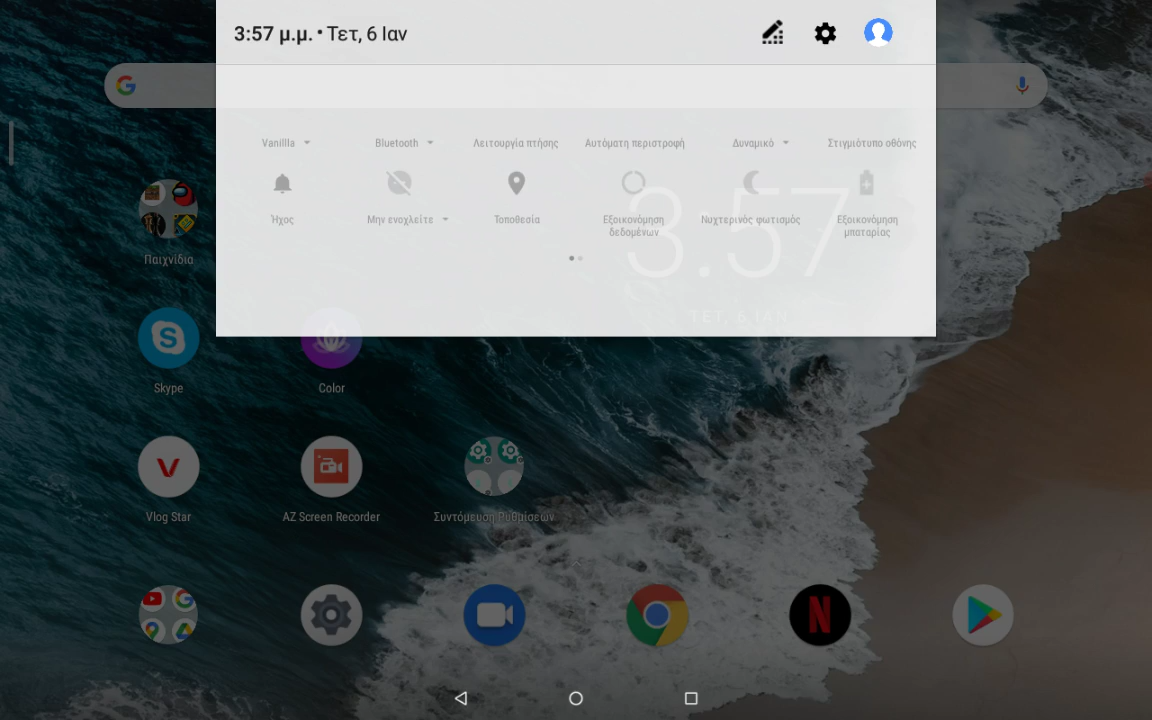 3:57 μ.μ. • Τετ, 6 Ιαν
Vanillla
Bluetooth
Λειτουργία πτήσης
Αυτόματη περιστροφή
Δυναμικό
Στιγμιότυπο οθόνης
Ήχος
Μην ενοχλείτε
Τοποθεσία
Εξοικονόμηση
δεδομένων
Νυχτερινός φωτισμός
Εξοικονόμηση
μπαταρίας
3:57
ΤΕΤ, 6 ΙΑΝ
Παιχνίδια
Skype
Color
Vlog Star
AZ Screen Recorder
Συντόμευση Ρυθμίσεων